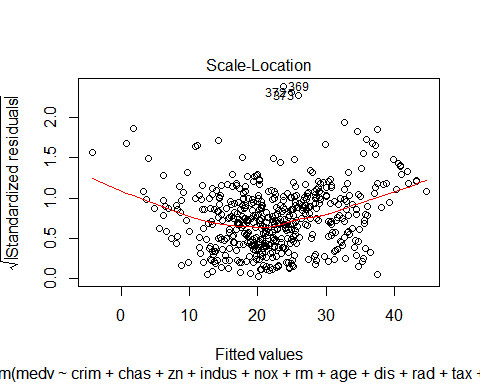 Scale-Location
369
373
√|Standardized residuals|
0.0 0.5 1.0 1.5 2.0
0 10 20 30 40
Fitted values
m(medv ~ crim + chas + zn + indus + nox + rm + age + dis + rad + tax +